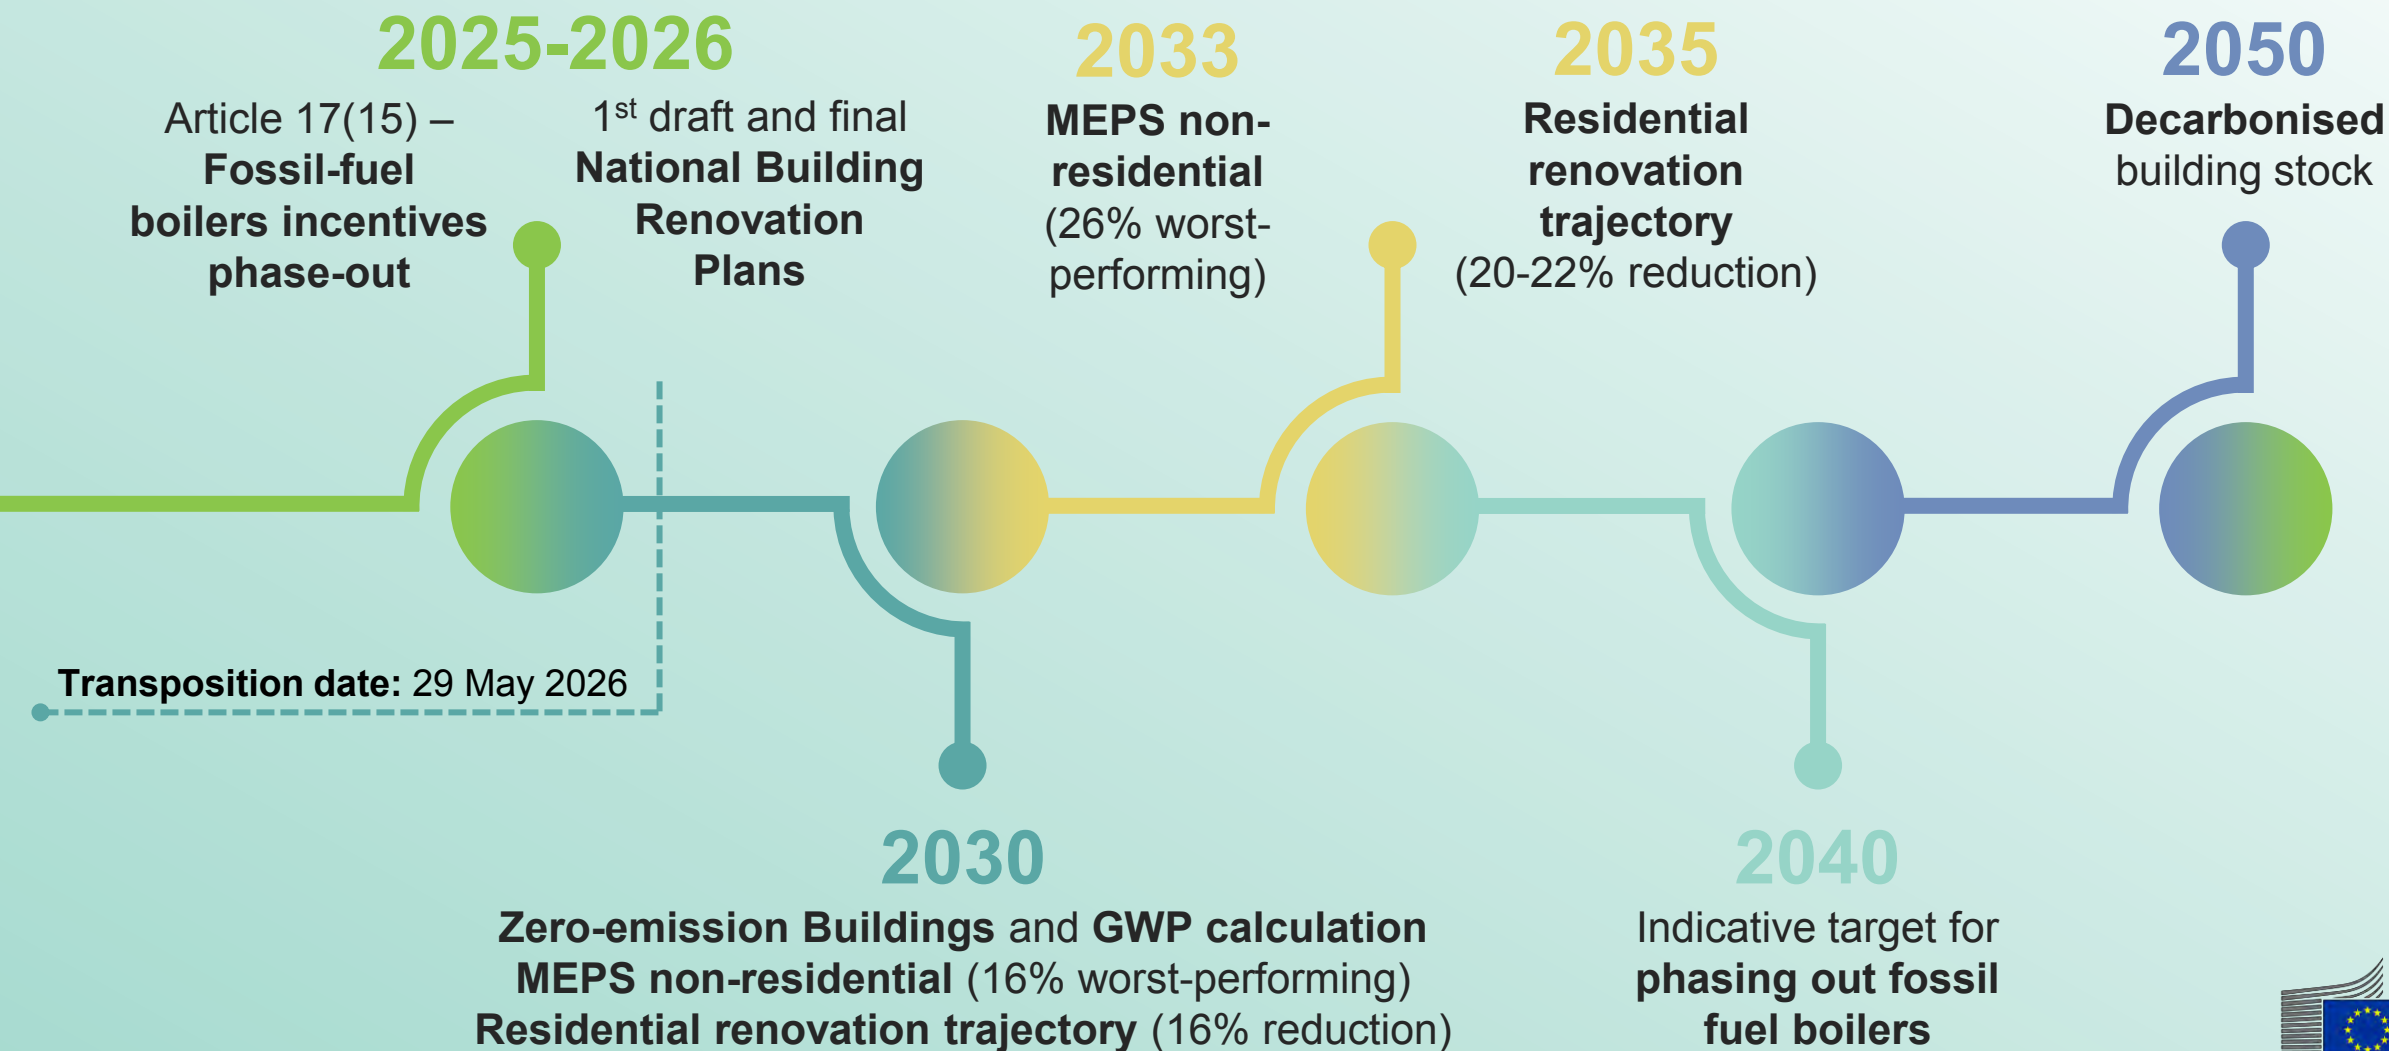 2025-2026
Article 17(15) –
Fossil-fuel
boilers incentives
phase-out
1st draft and final
National Building
Renovation
Plans
2033
MEPS non-
residential
(26% worst-
performing)
2035
Residential
renovation
trajectory
(20-22% reduction)
2050
Decarbonised
building stock
Transposition date: 29 May 2026
2030
Zero-emission Buildings and GWP calculation
MEPS non-residential (16% worst-performing)
Residential renovation trajectory (16% reduction)
2040
Indicative target for
phasing out fossil
fuel boilers